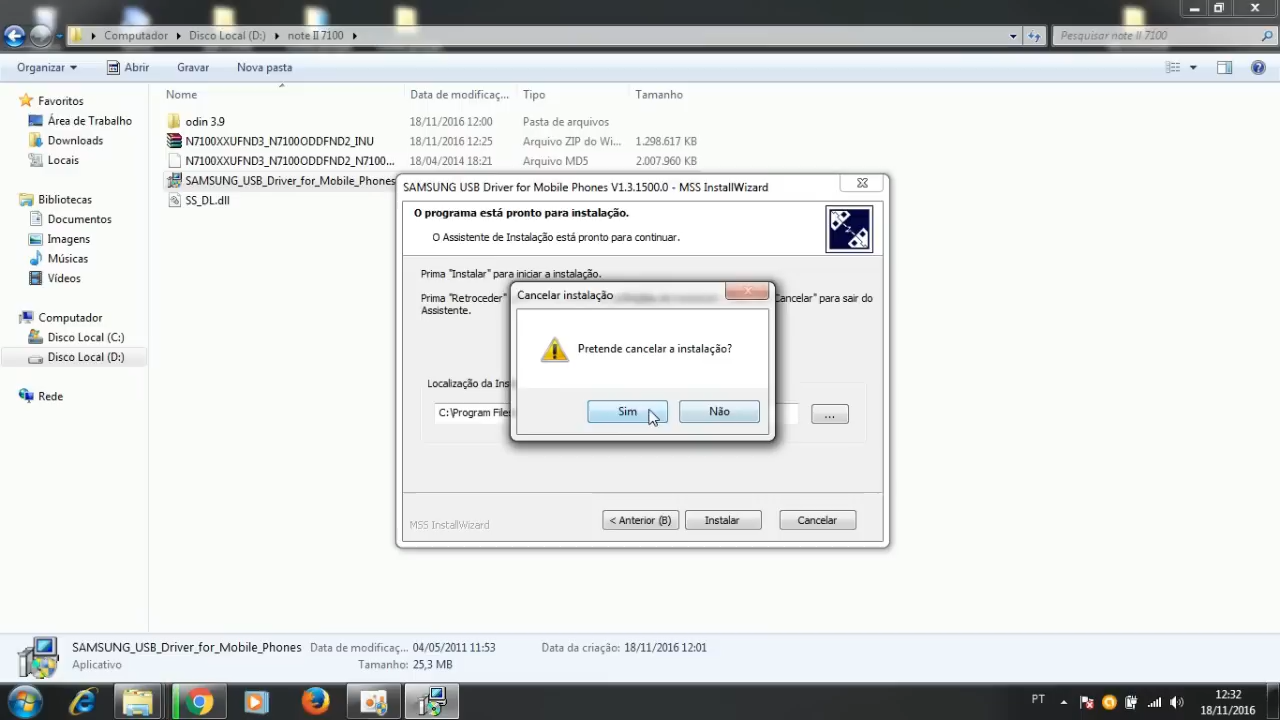 Computador ▸ Disco Local (D:) ▸ note II 7100 ▸
Pesquisar note II 7100
Organizar Abrir Gravar Nova pasta
Favoritos
Área de Trabalho
Downloads
Locais
Bibliotecas
Documentos
Imagens
Músicas
Vídeos
Computador
Disco Local (C:)
Disco Local (D:)
Rede
Nome Data de modificaç... Tipo Tamanho
odin 3.9 18/11/2016 12:00 Pasta de arquivos
N7100XXUFND3_N7100ODDFND2_INU 18/11/2016 12:25 Arquivo ZIP do Wi... 1.298.617 KB
N7100XXUFND3_N7100ODDFND2_N7100... 18/04/2014 18:21 Arquivo MD5 2.007.960 KB
SAMSUNG_USB_Driver_for_Mobile_Phones
SS_DL.dll
SAMSUNG USB Driver for Mobile Phones V1.3.1500.0 - MSS InstallWizard
O programa está pronto para instalação.
O Assistente de Instalação está pronto para continuar.
Prima "Instalar" para iniciar a instalação.
Prima "Retroceder" Cancelar" para sair do
Assistente.
Localização da Ins
C:\Program File
...
Cancelar instalação
Pretende cancelar a instalação?
Sim Não
MSS InstallWizard
< Anterior (B) Instalar Cancelar
SAMSUNG_USB_Driver_for_Mobile_Phones Data de modificaç... 04/05/2011 11:53 Data da criação: 18/11/2016 12:01
Aplicativo Tamanho: 25,3 MB
PT
12:32
18/11/2016